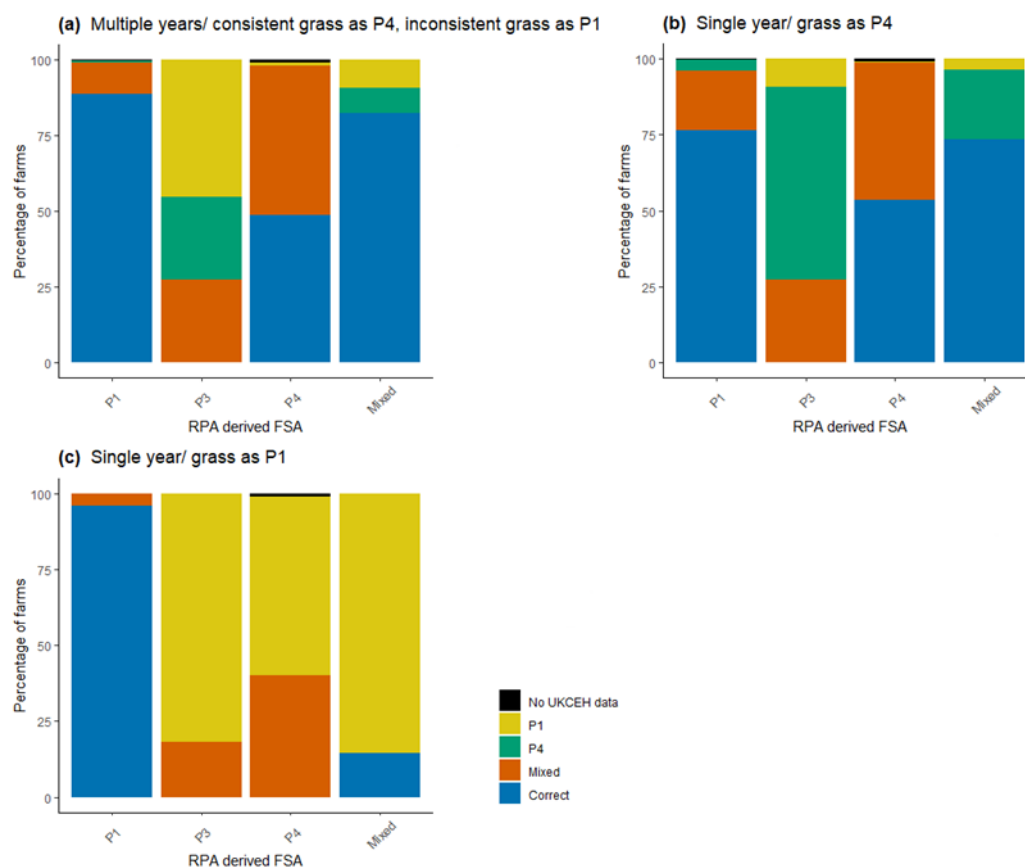 (a) Multiple years/ consistent grass as P4, inconsistent grass as P1
100
75
50
25
0
Percentage of farms
P1
P3
P4
Mixed
RPA derived FSA
(b) Single year/ grass as P4
100
75
50
25
0
Percentage of farms
P1
P3
P4
Mixed
RPA derived FSA
(c) Single year/ grass as P1
100
75
50
25
0
Percentage of farms
P1
P3
P4
Mixed
RPA derived FSA
No UKCEH data
P1
P4
Mixed
Correct